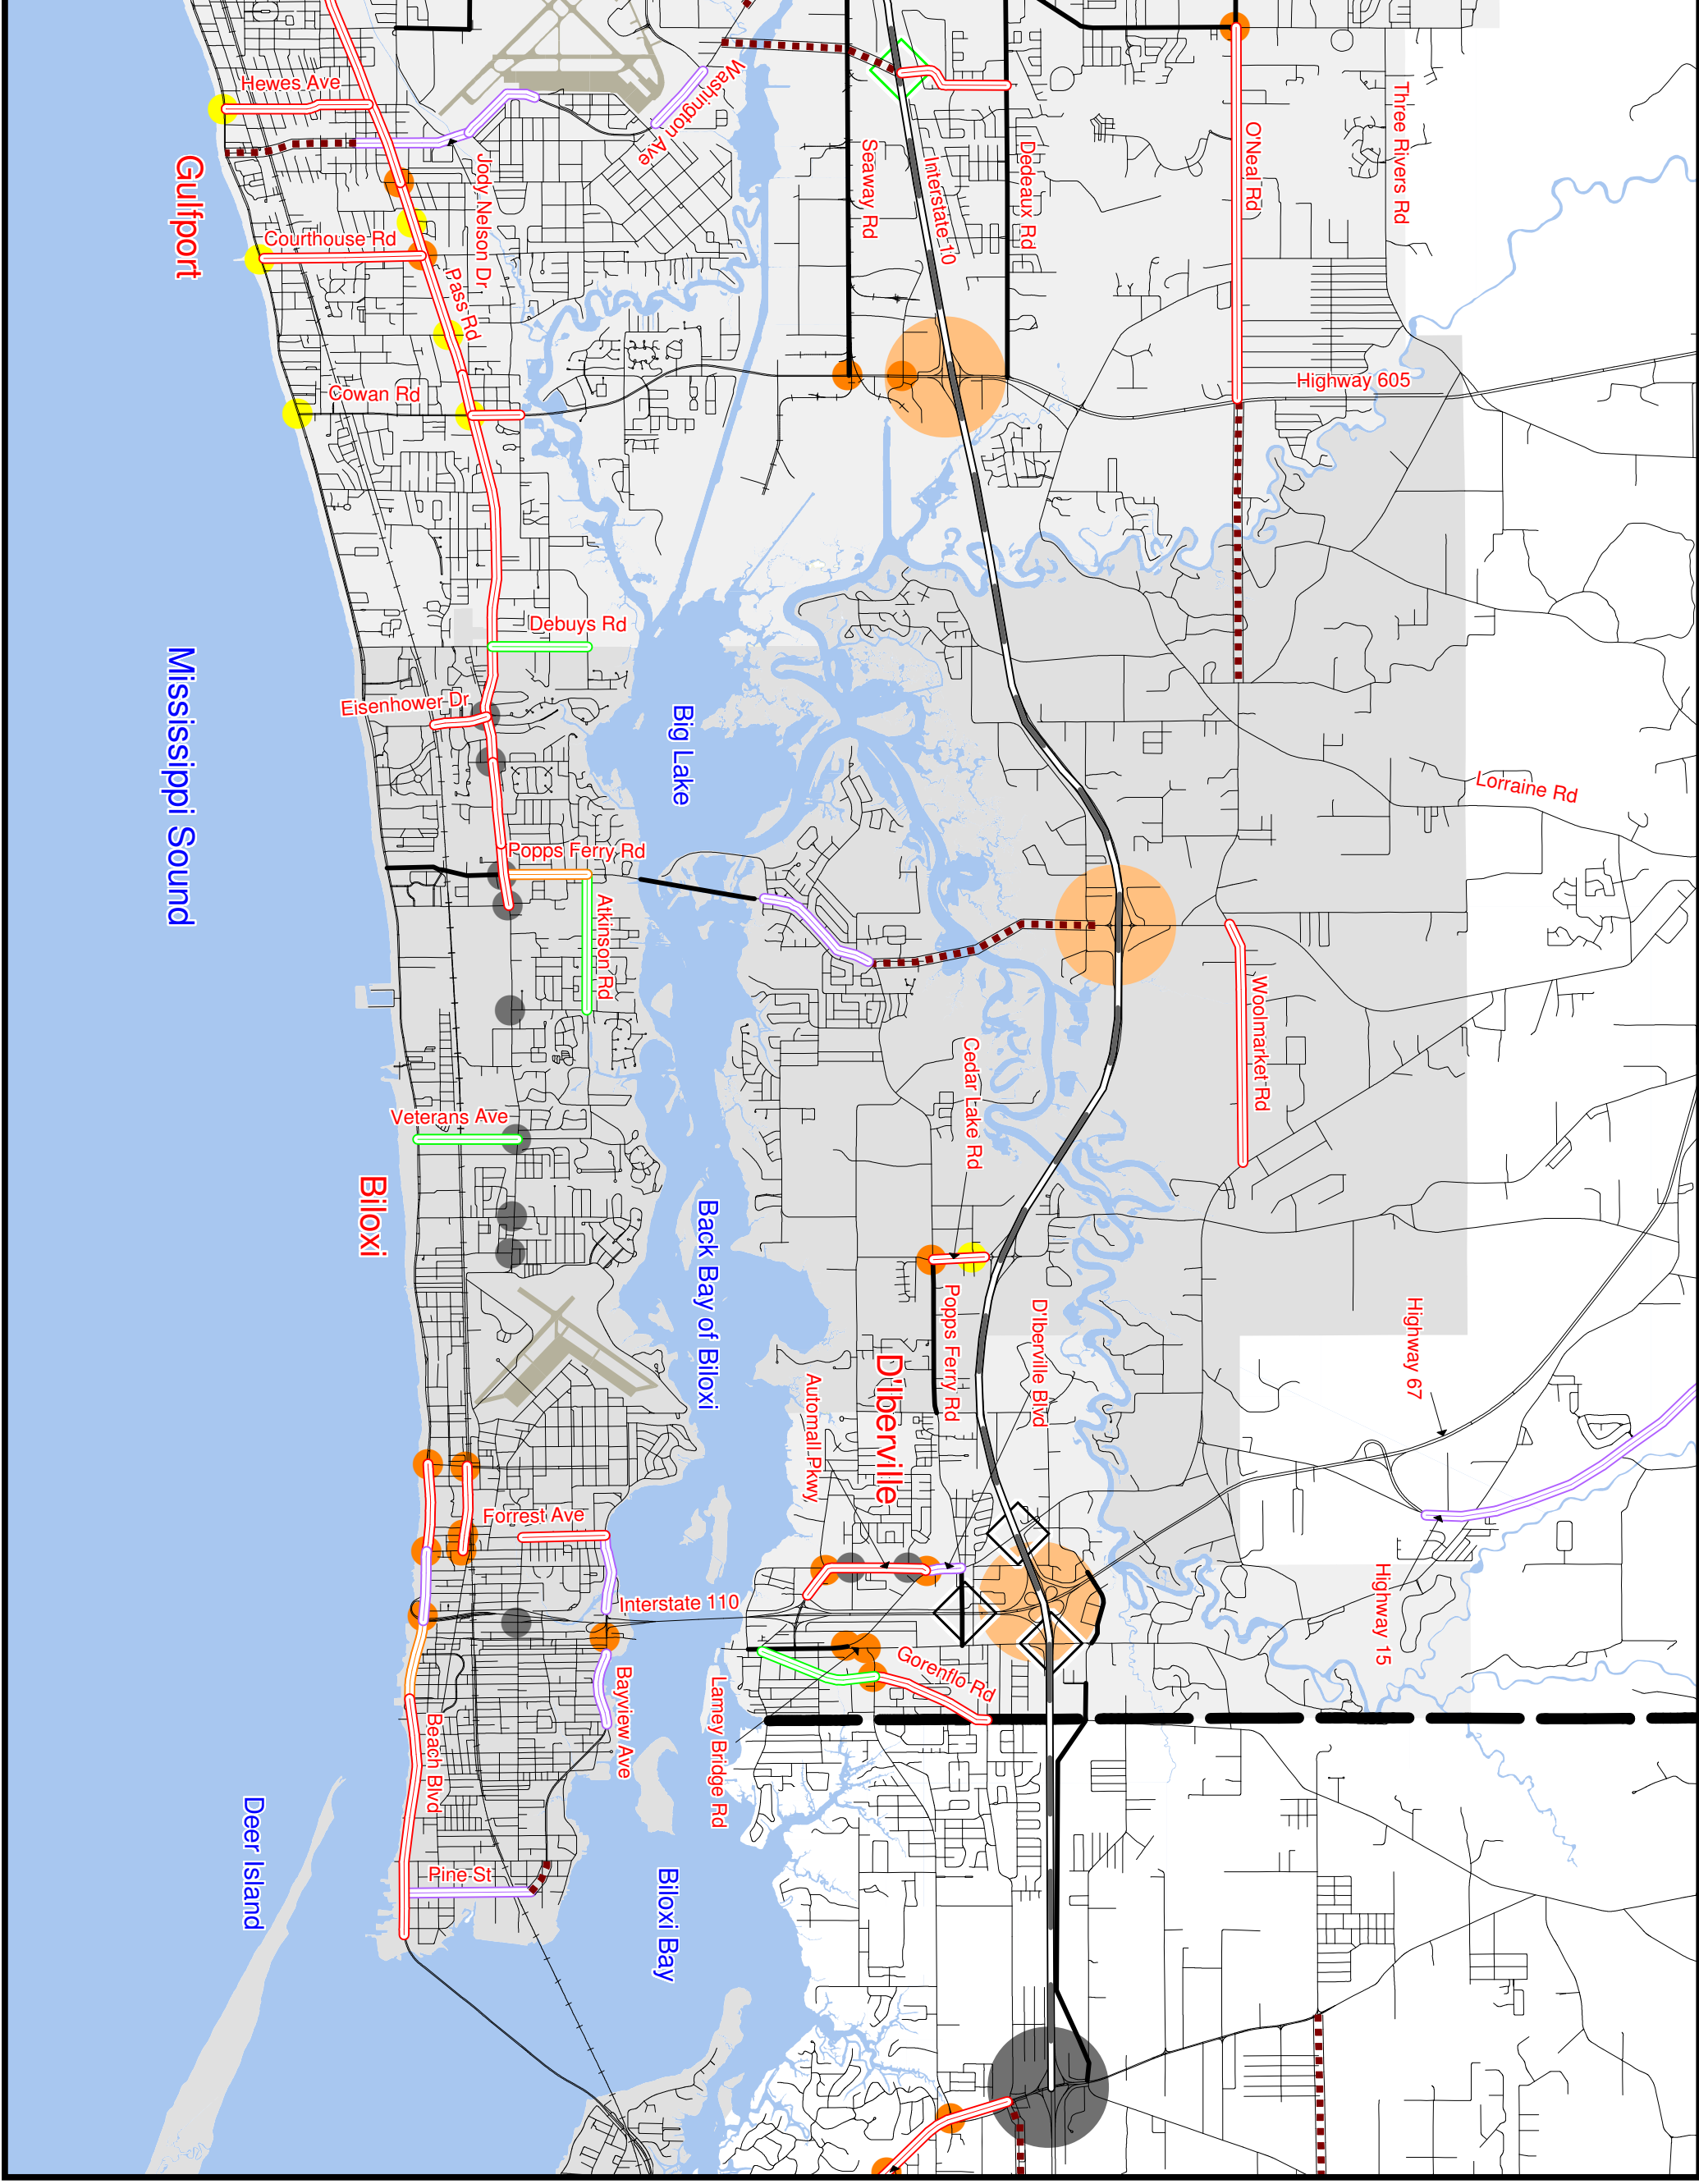 Hewes Ave
Washington Ave
Gulfport
Jody Nelson Dr
Seaway Rd
Interstate 10
Dedeaux Rd
O'Neal Rd
Three Rivers Rd
Courthouse Rd
Pass Rd
Cowan Rd
Highway 605
Debuys Rd
Eisenhower Dr
Mississippi Sound
Big Lake
Lorraine Rd
Popps Ferry Rd
Atkinson Rd
Woolmarket Rd
Cedar Lake Rd
Veterans Ave
Biloxi
Back Bay of Biloxi
Popps Ferry Rd
D'Iberville Blvd
Highway 67
D'Iberville
Automall Pkwy
Forrest Ave
Interstate 110
Highway 15
Gorenflo Rd
Bayview Ave
Lamey Bridge Rd
Beach Blvd
Deer Island
Pine St
Biloxi Bay